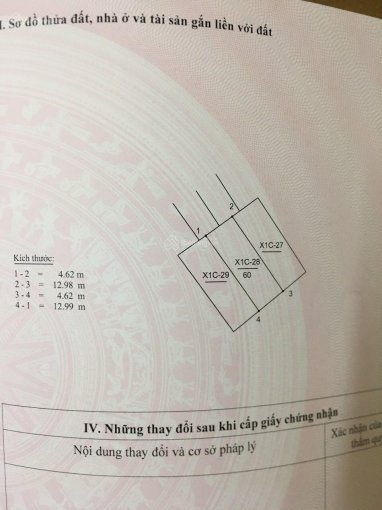 I. Sơ đồ thửa đất, nhà ở và tài sản gắn liền với đất
1
2
X1C-27
X1C-28
60
X1C-29
3
4
Kích thước:
1 - 2 = 4.62 m
2 - 3 = 12.98 m
3 - 4 = 4.62 m
4 - 1 = 12.99 m
IV. Những thay đổi sau khi cấp giấy chứng nhận
Nội dung thay đổi và cơ sở pháp lý
Xác nhận của
thẩm quy